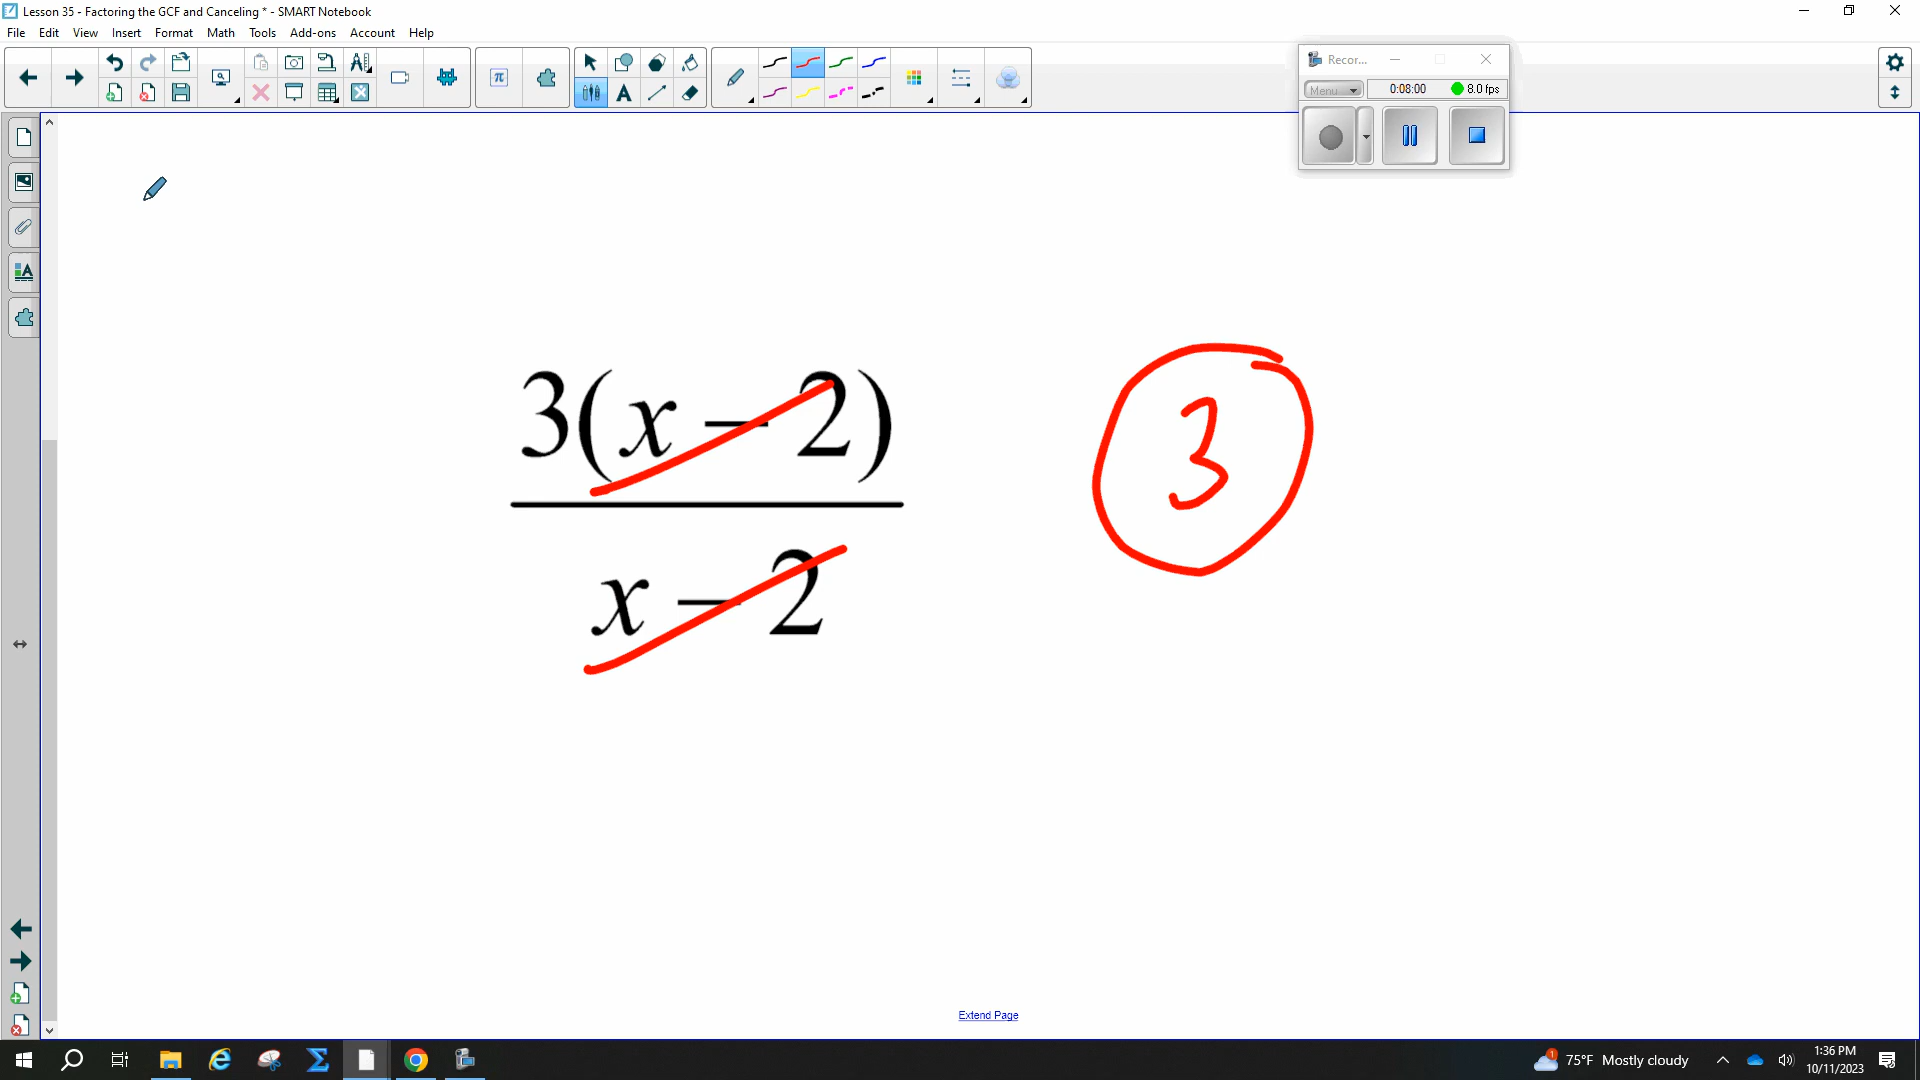 Lesson 35 - Factoring the GCF and Canceling * - SMART Notebook
File Edit View Insert Format Math Tools Add-ons Account Help
Recor...
Menu 0:08:00 8.0 fps
π
A
3(x – 2)
x – 2
3
Extend Page
1 75°F Mostly cloudy
1:36 PM
10/11/2023